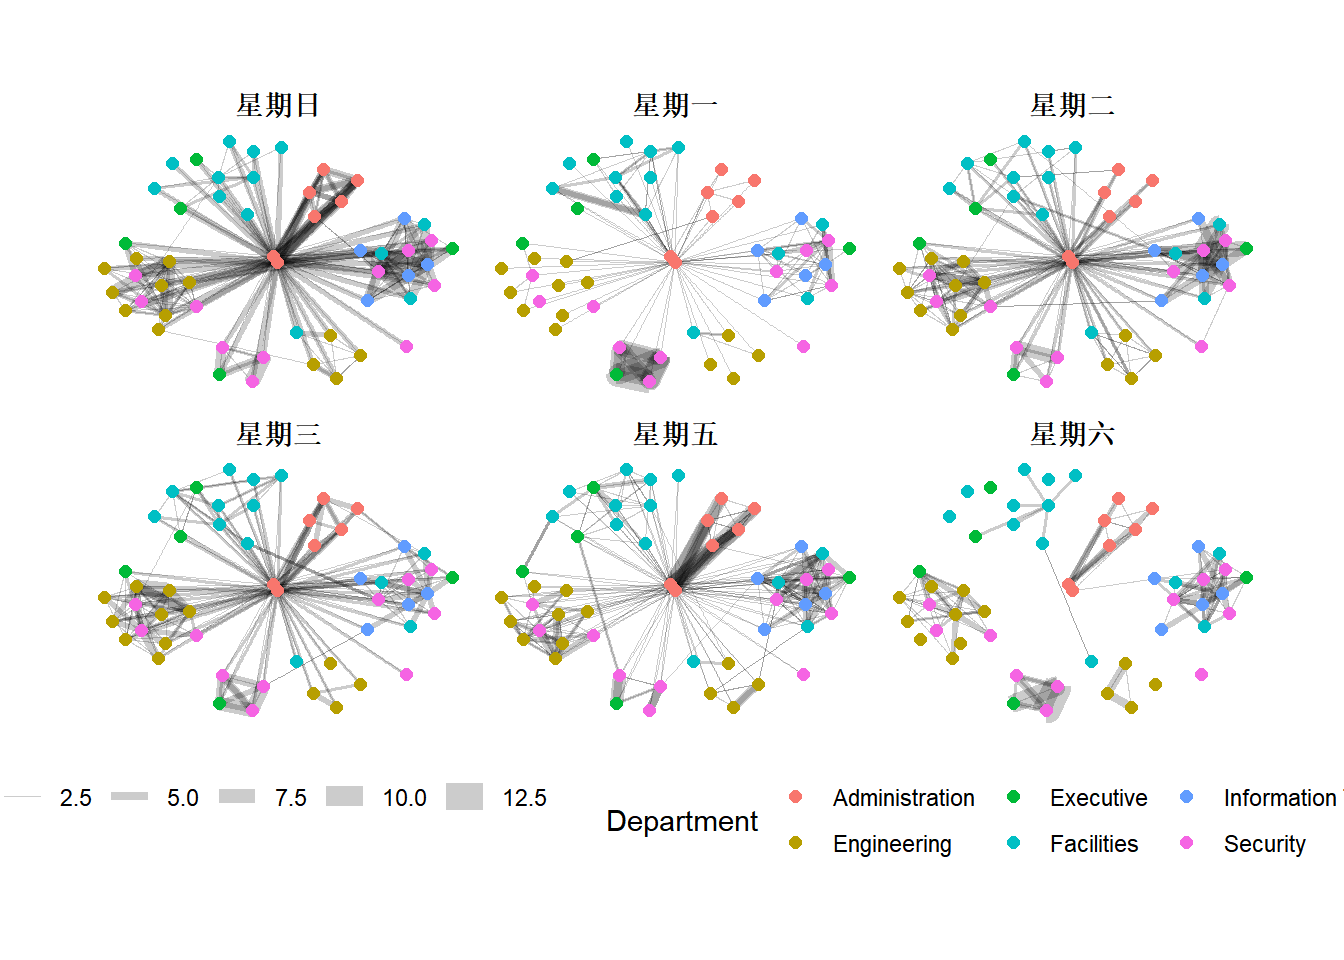 星期日
星期一
星期二
星期三
星期五
星期六
2.5 5.0 7.5 10.0 12.5
Department
Administration Executive Information
Engineering Facilities Security